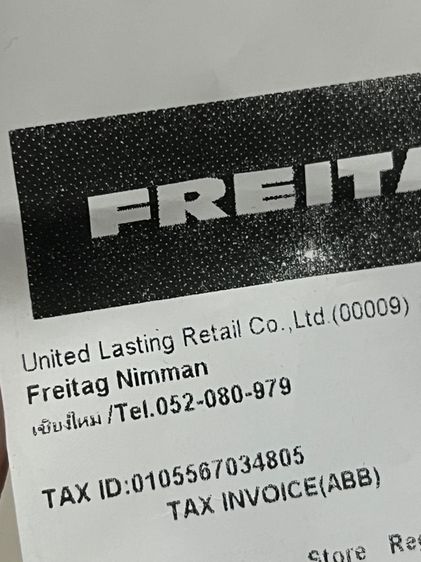 FREITA
United Lasting Retail Co.,Ltd.(00009)
Freitag Nimman
เชียงใหม่ /Tel.052-080-979
TAX ID:0105567034805
TAX INVOICE(ABB)
Store